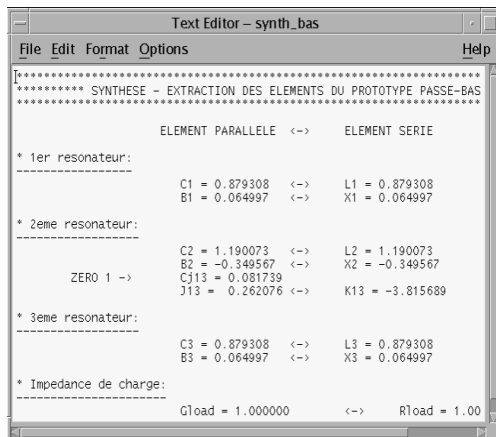 Text Editor – synth_bas
File Edit Format Options Help
********************************************************************
********** SYNTHESE - EXTRACTION DES ELEMENTS DU PROTOTYPE PASSE-BAS
********************************************************************
ELEMENT PARALLELE <-> ELEMENT SERIE
* 1er resonateur:
-----------------
C1 = 0.879308 <-> L1 = 0.879308
B1 = 0.064997 <-> X1 = 0.064997
* 2eme resonateur:
------------------
C2 = 1.190073 <-> L2 = 1.190073
B2 = -0.349567 <-> X2 = -0.349567
ZERO 1 -> Cj13 = 0.081739
J13 = 0.262076 <-> K13 = -3.815689
* 3eme resonateur:
------------------
C3 = 0.879308 <-> L3 = 0.879308
B3 = 0.064997 <-> X3 = 0.064997
* Impedance de charge:
----------------------
Gload = 1.000000 <-> Rload = 1.00